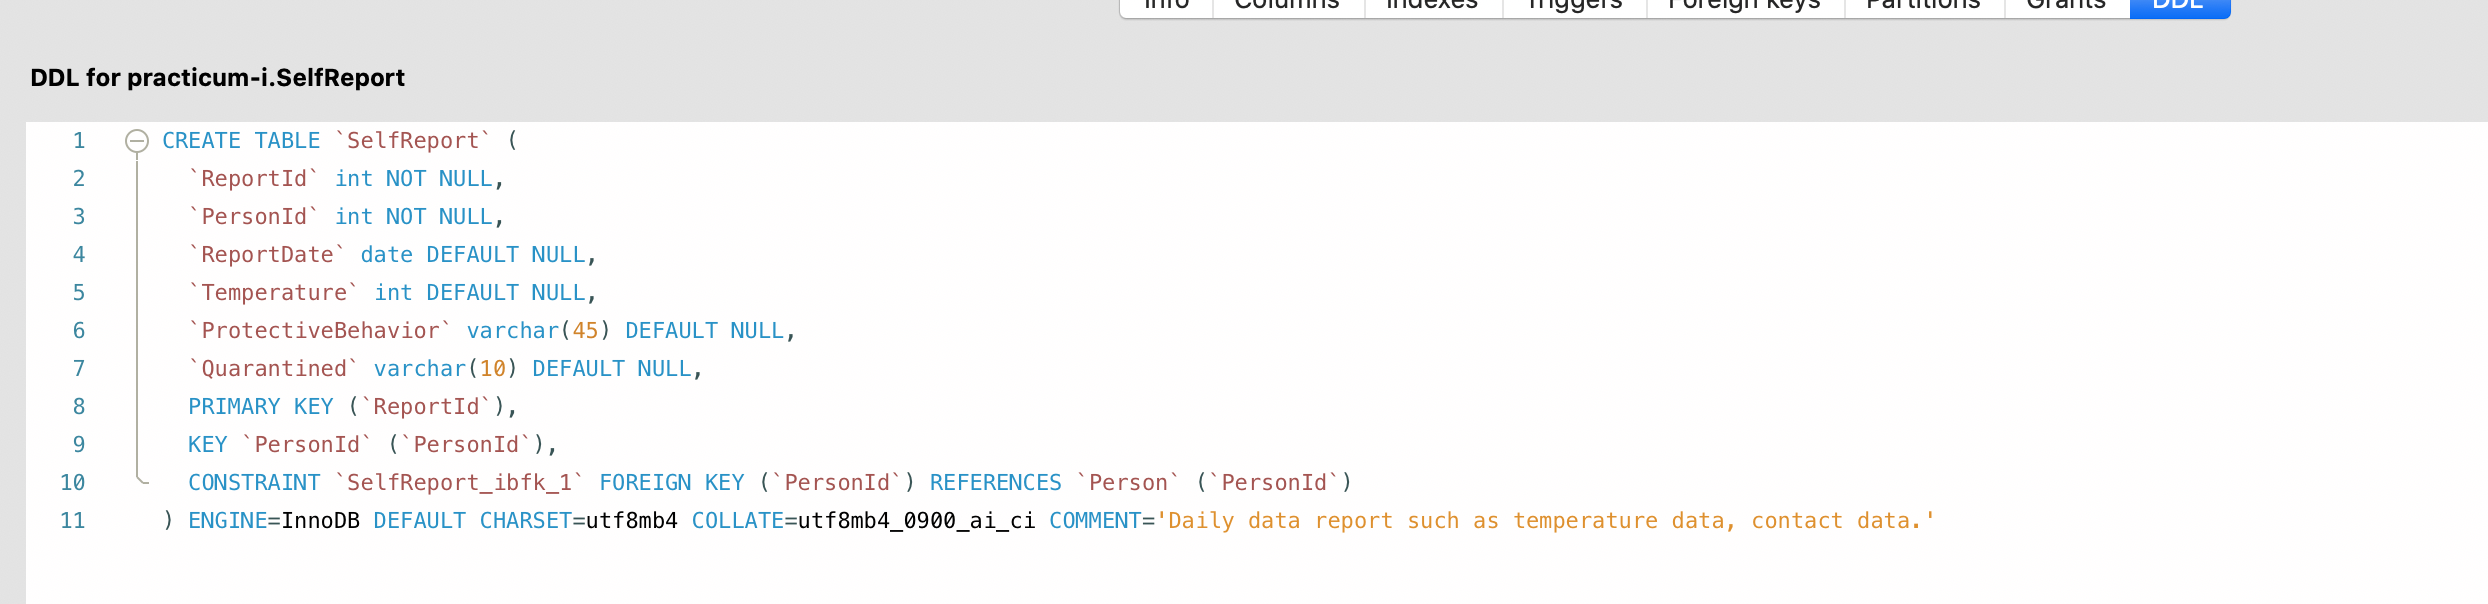 Info Columns Indexes Triggers Foreign keys Partitions Grants DDL
DDL for practicum-i.SelfReport
1 CREATE TABLE `SelfReport` (
2 `ReportId` int NOT NULL,
3 `PersonId` int NOT NULL,
4 `ReportDate` date DEFAULT NULL,
5 `Temperature` int DEFAULT NULL,
6 `ProtectiveBehavior` varchar(45) DEFAULT NULL,
7 `Quarantined` varchar(10) DEFAULT NULL,
8 PRIMARY KEY (`ReportId`),
9 KEY `PersonId` (`PersonId`),
10 CONSTRAINT `SelfReport_ibfk_1` FOREIGN KEY (`PersonId`) REFERENCES `Person` (`PersonId`)
11 ) ENGINE=InnoDB DEFAULT CHARSET=utf8mb4 COLLATE=utf8mb4_0900_ai_ci COMMENT='Daily data report such as temperature data, contact data.'